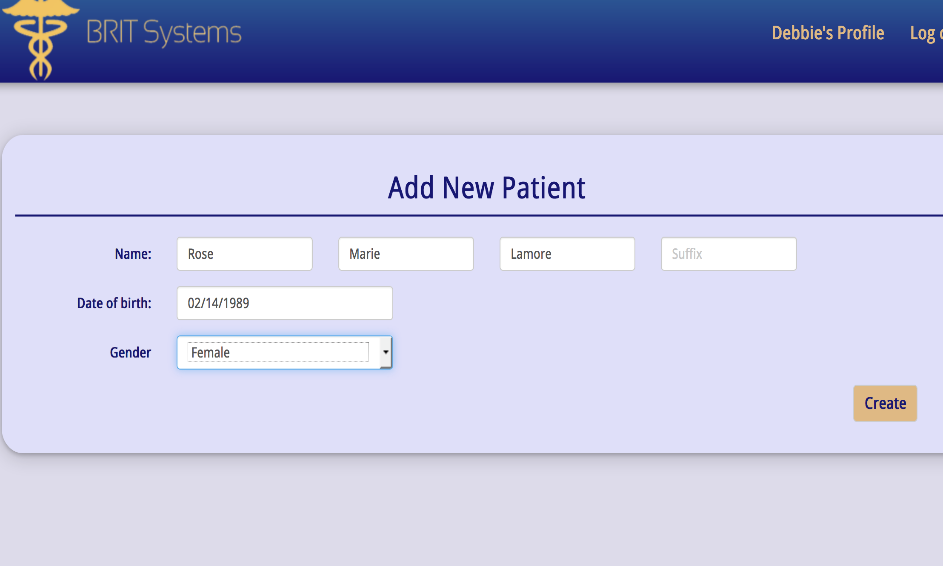 BRIT Systems
Debbie's Profile Log
Add New Patient
Name: Rose Marie Lamore Suffix
Date of birth: 02/14/1989
Gender Female
Create